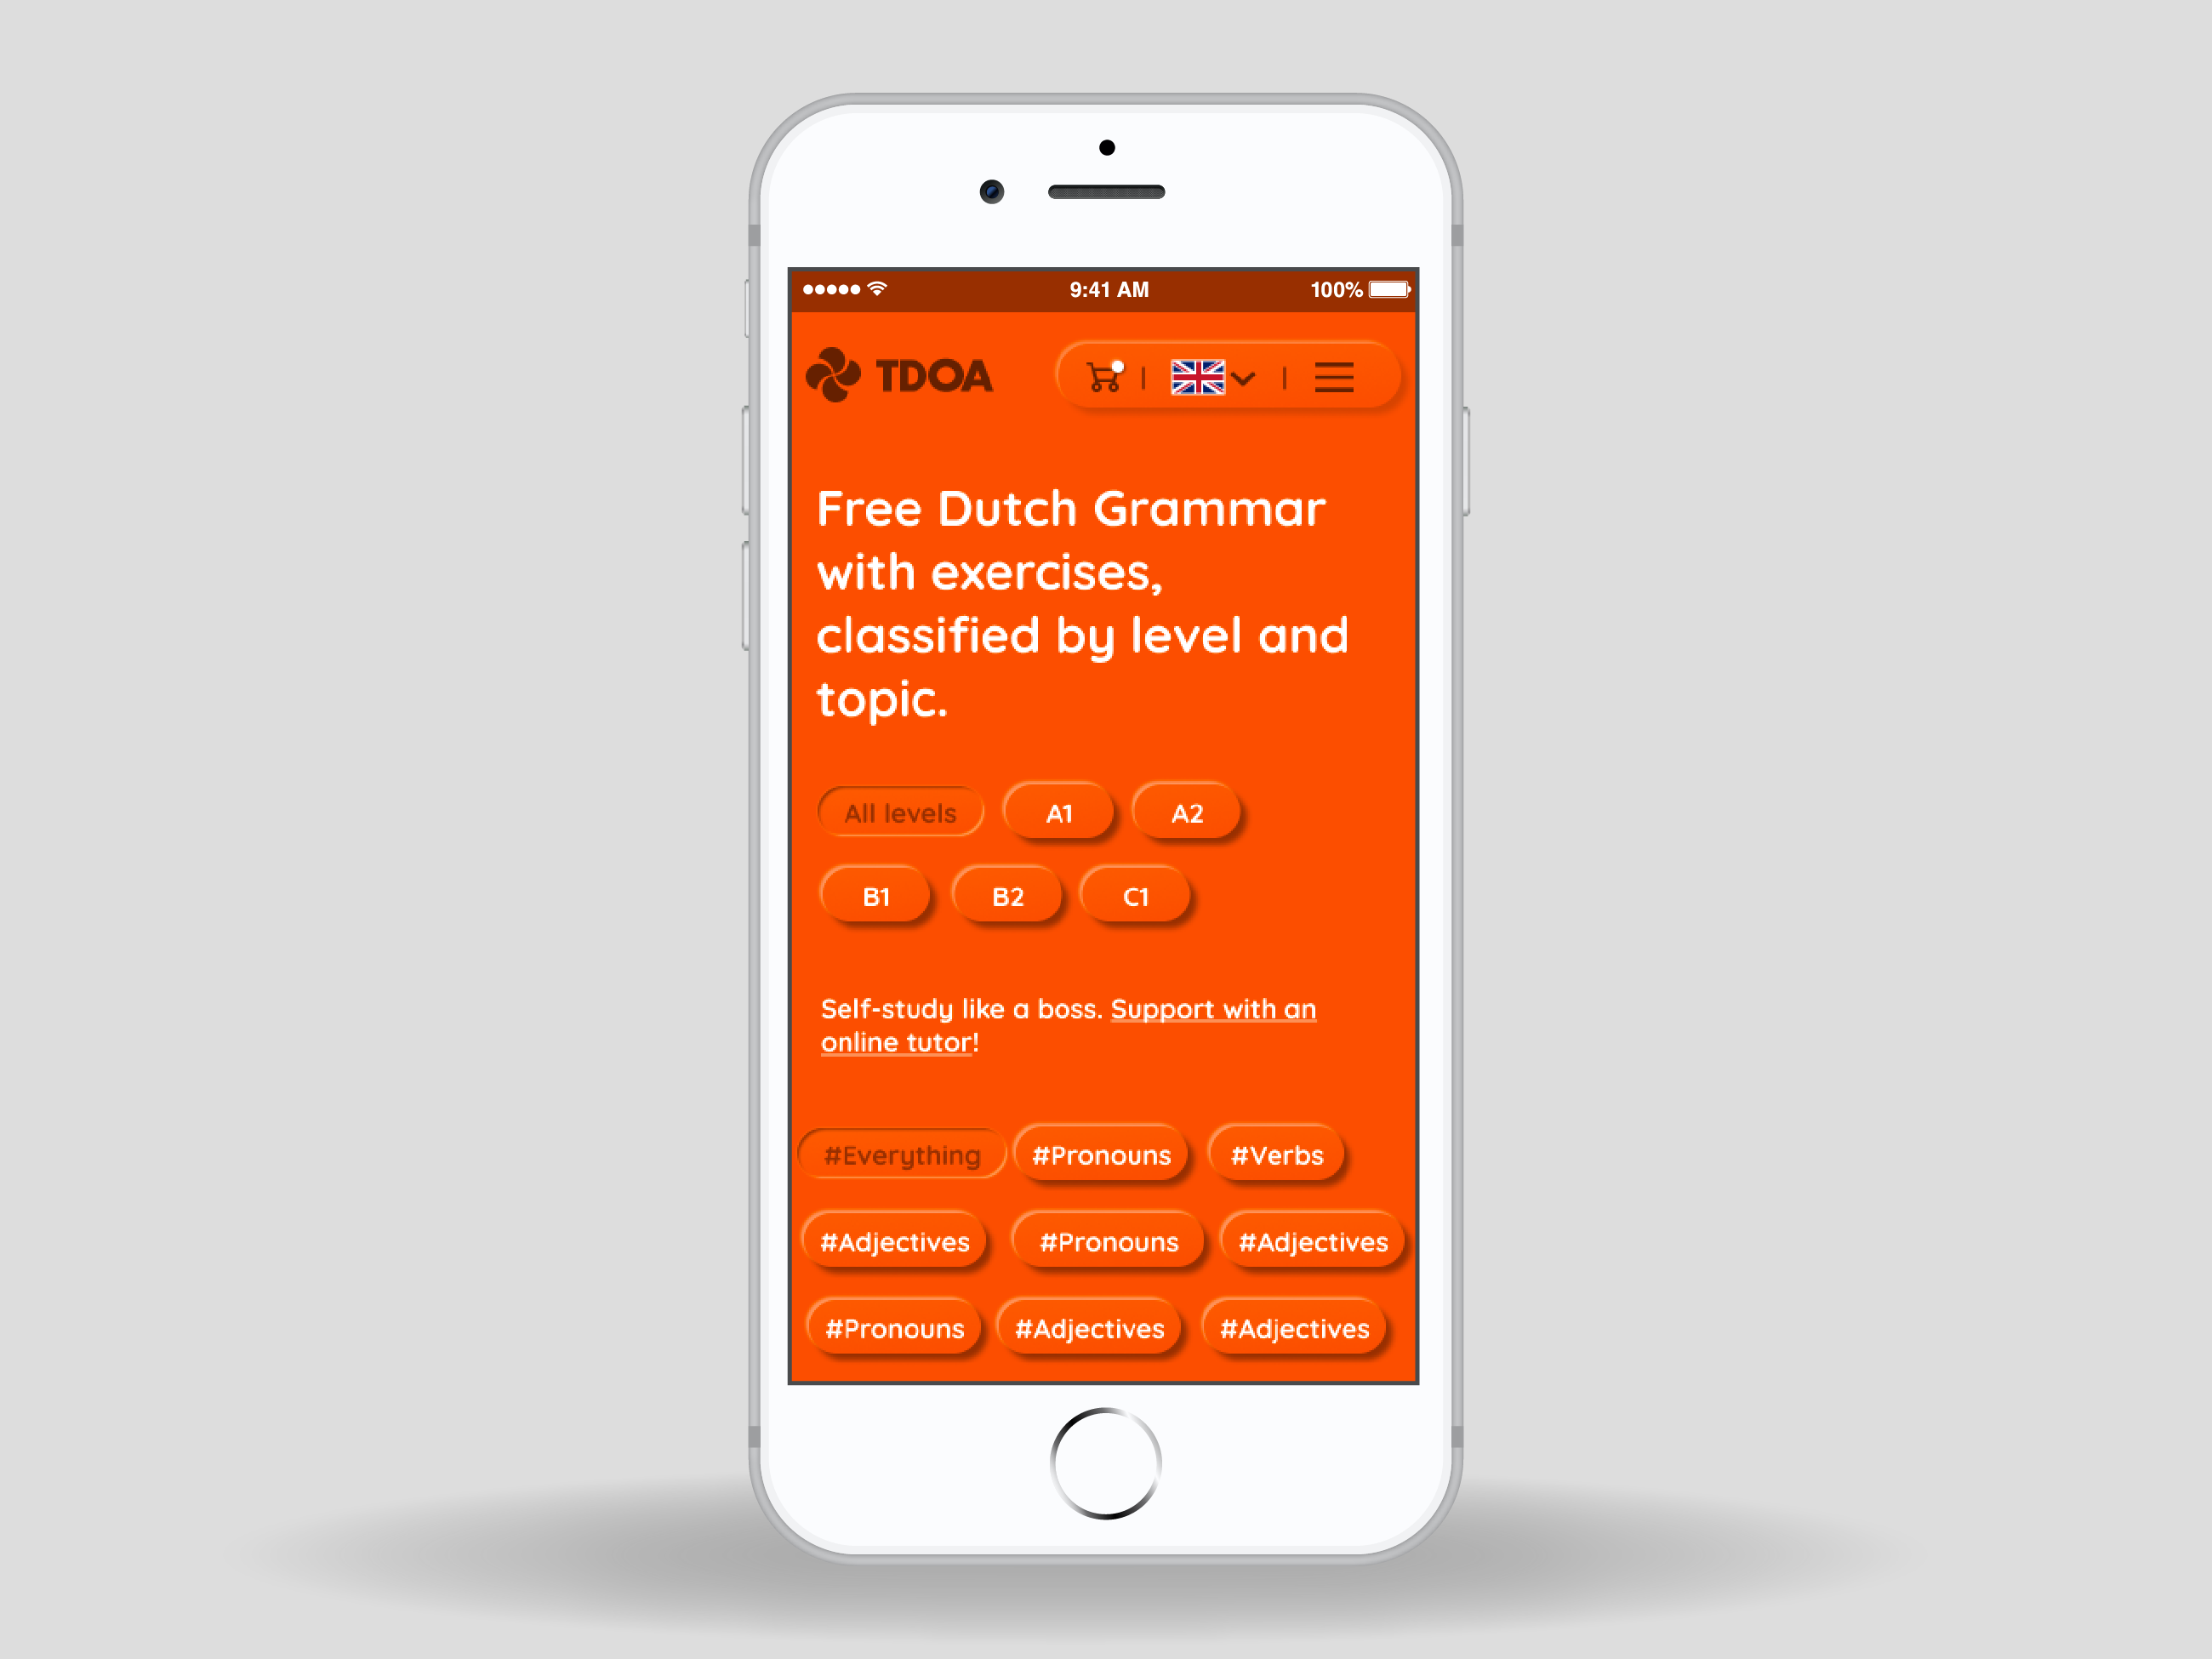 9:41 AM 100%
TDOA
Free Dutch Grammar
with exercises,
classified by level and
topic.
All levels A1 A2
B1 B2 C1
Self-study like a boss. Support with an
online tutor!
#Everything #Pronouns #Verbs
#Adjectives #Pronouns #Adjectives
#Pronouns #Adjectives #Adjectives